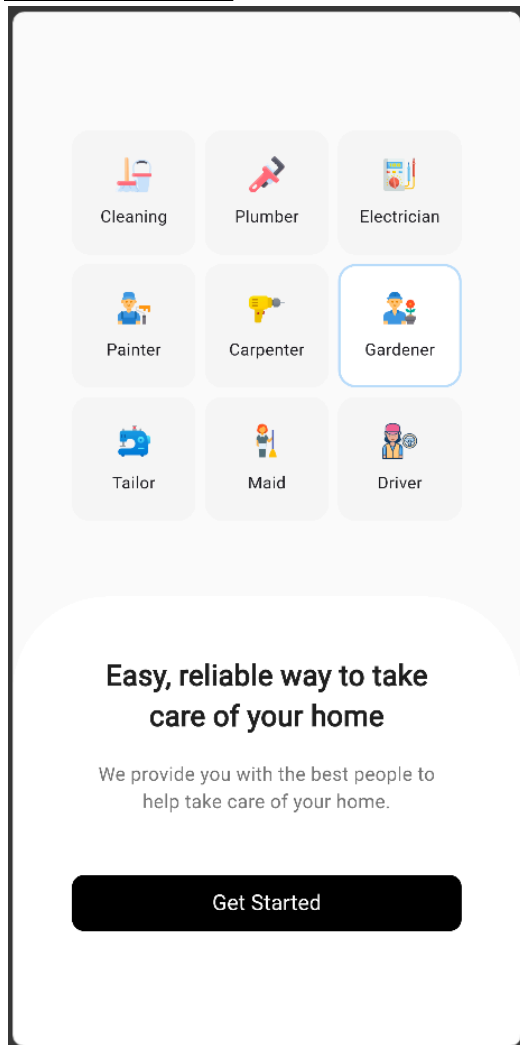 Cleaning
Plumber
Electrician
Painter
Carpenter
Gardener
Tailor
Maid
Driver
Easy, reliable way to take
care of your home
We provide you with the best people to
help take care of your home.
Get Started